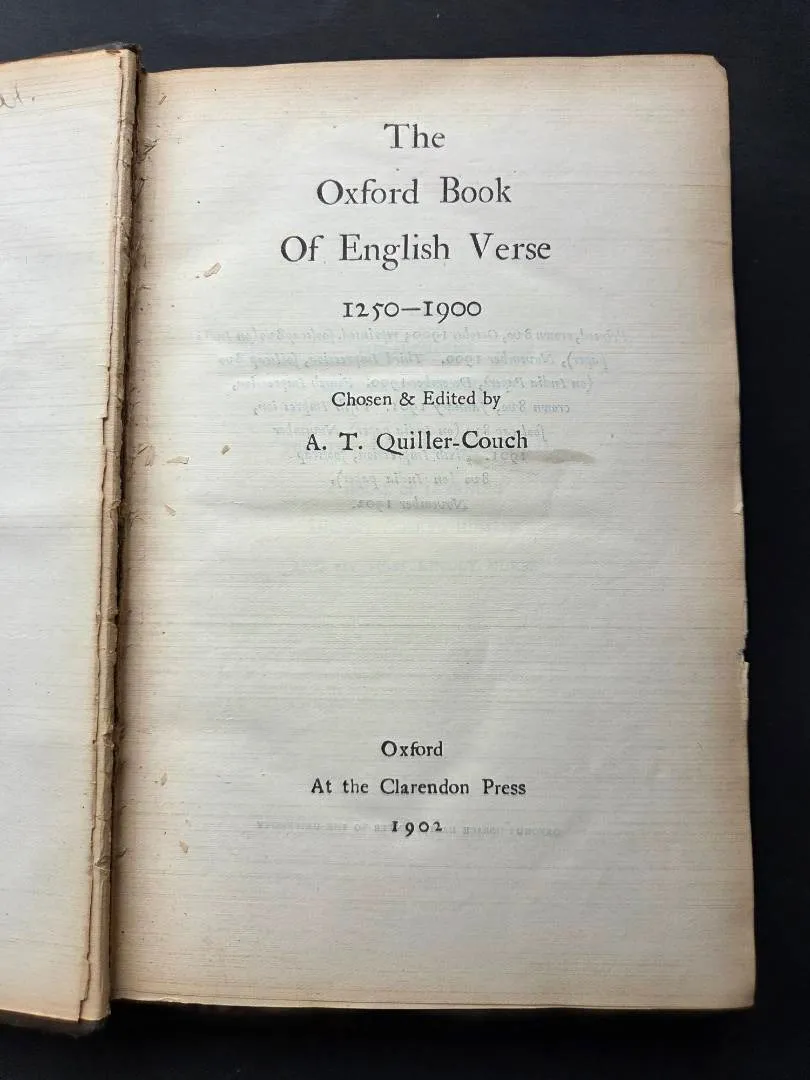 The
Oxford Book
Of English Verse
1250—1900
Chosen & Edited by
A. T. Quiller-Couch
Oxford
At the Clarendon Press
1902